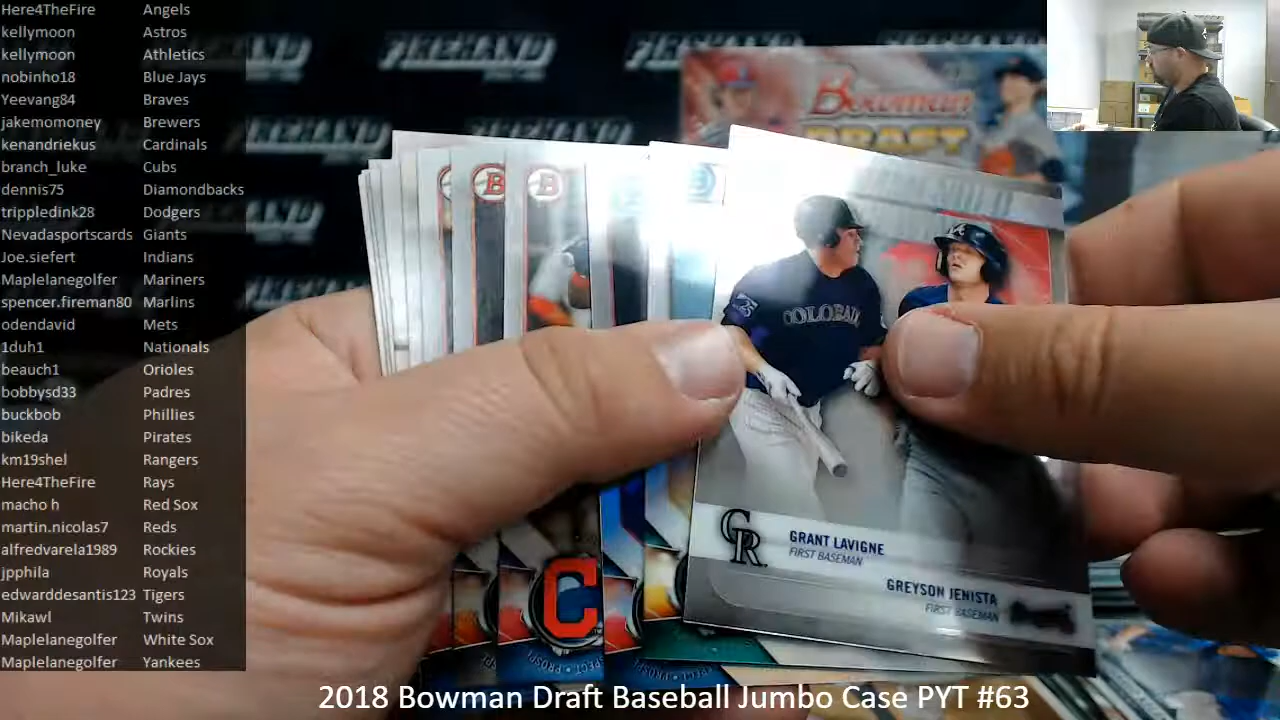 Here4TheFire Angels
kellymoon Astros
kellymoon Athletics
nobinho18 Blue Jays
Yeevang84 Braves
jakemomoney Brewers
kenandriekus Cardinals
branch_luke Cubs
dennis75 Diamondbacks
trippledink28 Dodgers
Nevadasportscards Giants
Joe.siefert Indians
Maplelanegolfer Mariners
spencer.fireman80 Marlins
odendavid Mets
1duh1 Nationals
beauch1 Orioles
bobbysd33 Padres
buckbob Phillies
bikeda Pirates
km19shel Rangers
Here4TheFire Rays
macho h Red Sox
martin.nicolas7 Reds
alfredvarela1989 Rockies
jpphila Royals
edwarddesantis123 Tigers
Mikawl Twins
Maplelanegolfer White Sox
Maplelanegolfer Yankees
FIREHAND
FIREHAND
Bowman
DRAFT
B
B
COLORADO
C
CR
GRANT LAVIGNE
FIRST BASEMAN
GREYSON JENISTA
FIRST BASEMAN
2018 Bowman Draft Baseball Jumbo Case PYT #63